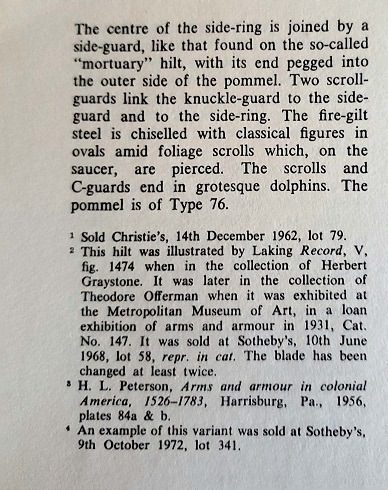 The centre of the side-ring is joined by a
side-guard, like that found on the so-called
“mortuary” hilt, with its end pegged into
the outer side of the pommel. Two scroll-
guards link the knuckle-guard to the side-
guard and to the side-ring. The fire-gilt
steel is chiselled with classical figures in
ovals amid foliage scrolls which, on the
saucer, are pierced. The scrolls and
C-guards end in grotesque dolphins. The
pommel is of Type 76.
¹ Sold Christie's, 14th December 1962, lot 79.
² This hilt was illustrated by Laking Record, V,
fig. 1474 when in the collection of Herbert
Graystone. It was later in the collection of
Theodore Offerman when it was exhibited at
the Metropolitan Museum of Art, in a loan
exhibition of arms and armour in 1931, Cat.
No. 147. It was sold at Sotheby's, 10th June
1968, lot 58, repr. in cat. The blade has been
changed at least twice.
³ H. L. Peterson, Arms and armour in colonial
America, 1526–1783, Harrisburg, Pa., 1956,
plates 84a & b.
⁴ An example of this variant was sold at Sotheby's,
9th October 1972, lot 341.